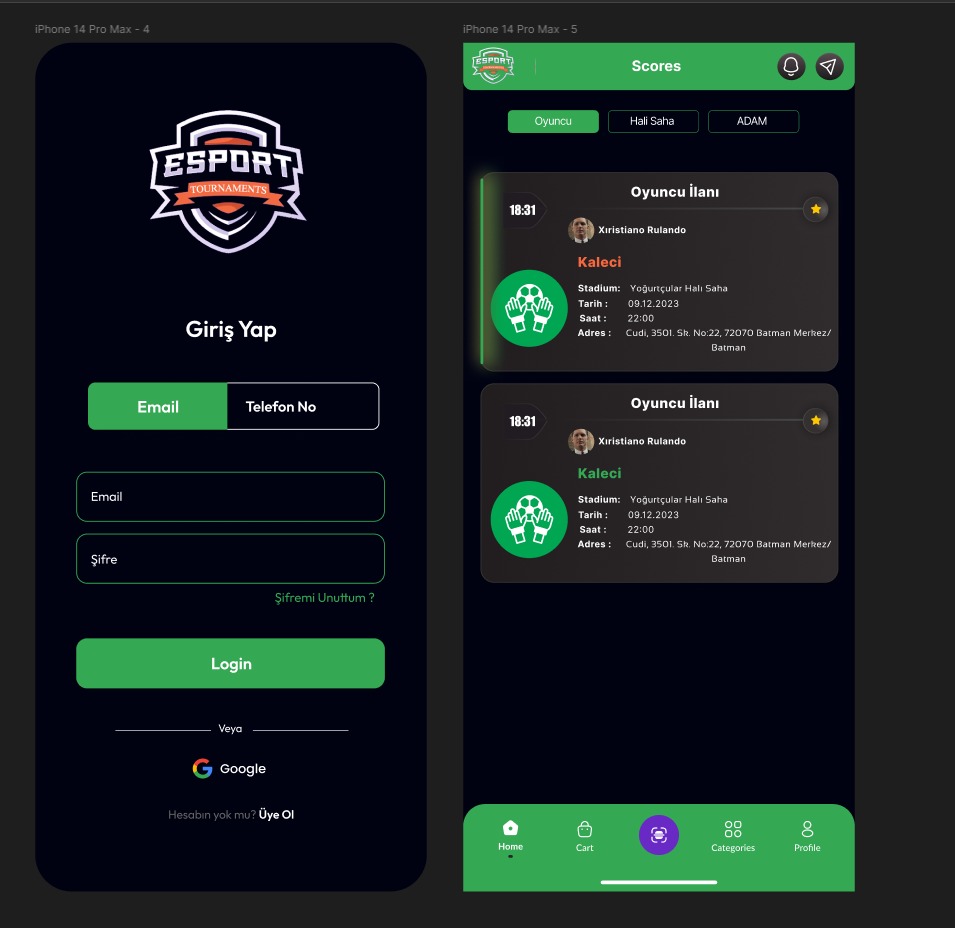 iPhone 14 Pro Max - 4
ESPORT
TOURNAMENTS
Giriş Yap
Email
Telefon No
Email
Şifre
Şifremi Unuttum ?
Login
Veya
Google
Hesabın yok mu? Üye Ol
iPhone 14 Pro Max - 5
ESPORT
Scores
Oyuncu
Hali Saha
ADAM
Oyuncu İlanı
18:31
Xıristiano Rulando
Kaleci
Stadium: Yoğurtçular Halı Saha
Tarih : 09.12.2023
Saat : 22:00
Adres : Cudi, 3501. Sk. No:22, 72070 Batman Merkez/
Batman
Oyuncu İlanı
18:31
Xıristiano Rulando
Kaleci
Stadium: Yoğurtçular Halı Saha
Tarih : 09.12.2023
Saat : 22:00
Adres : Cudi, 3501. Sk. No:22, 72070 Batman Merkez/
Batman
Home
Cart
Categories
Profile